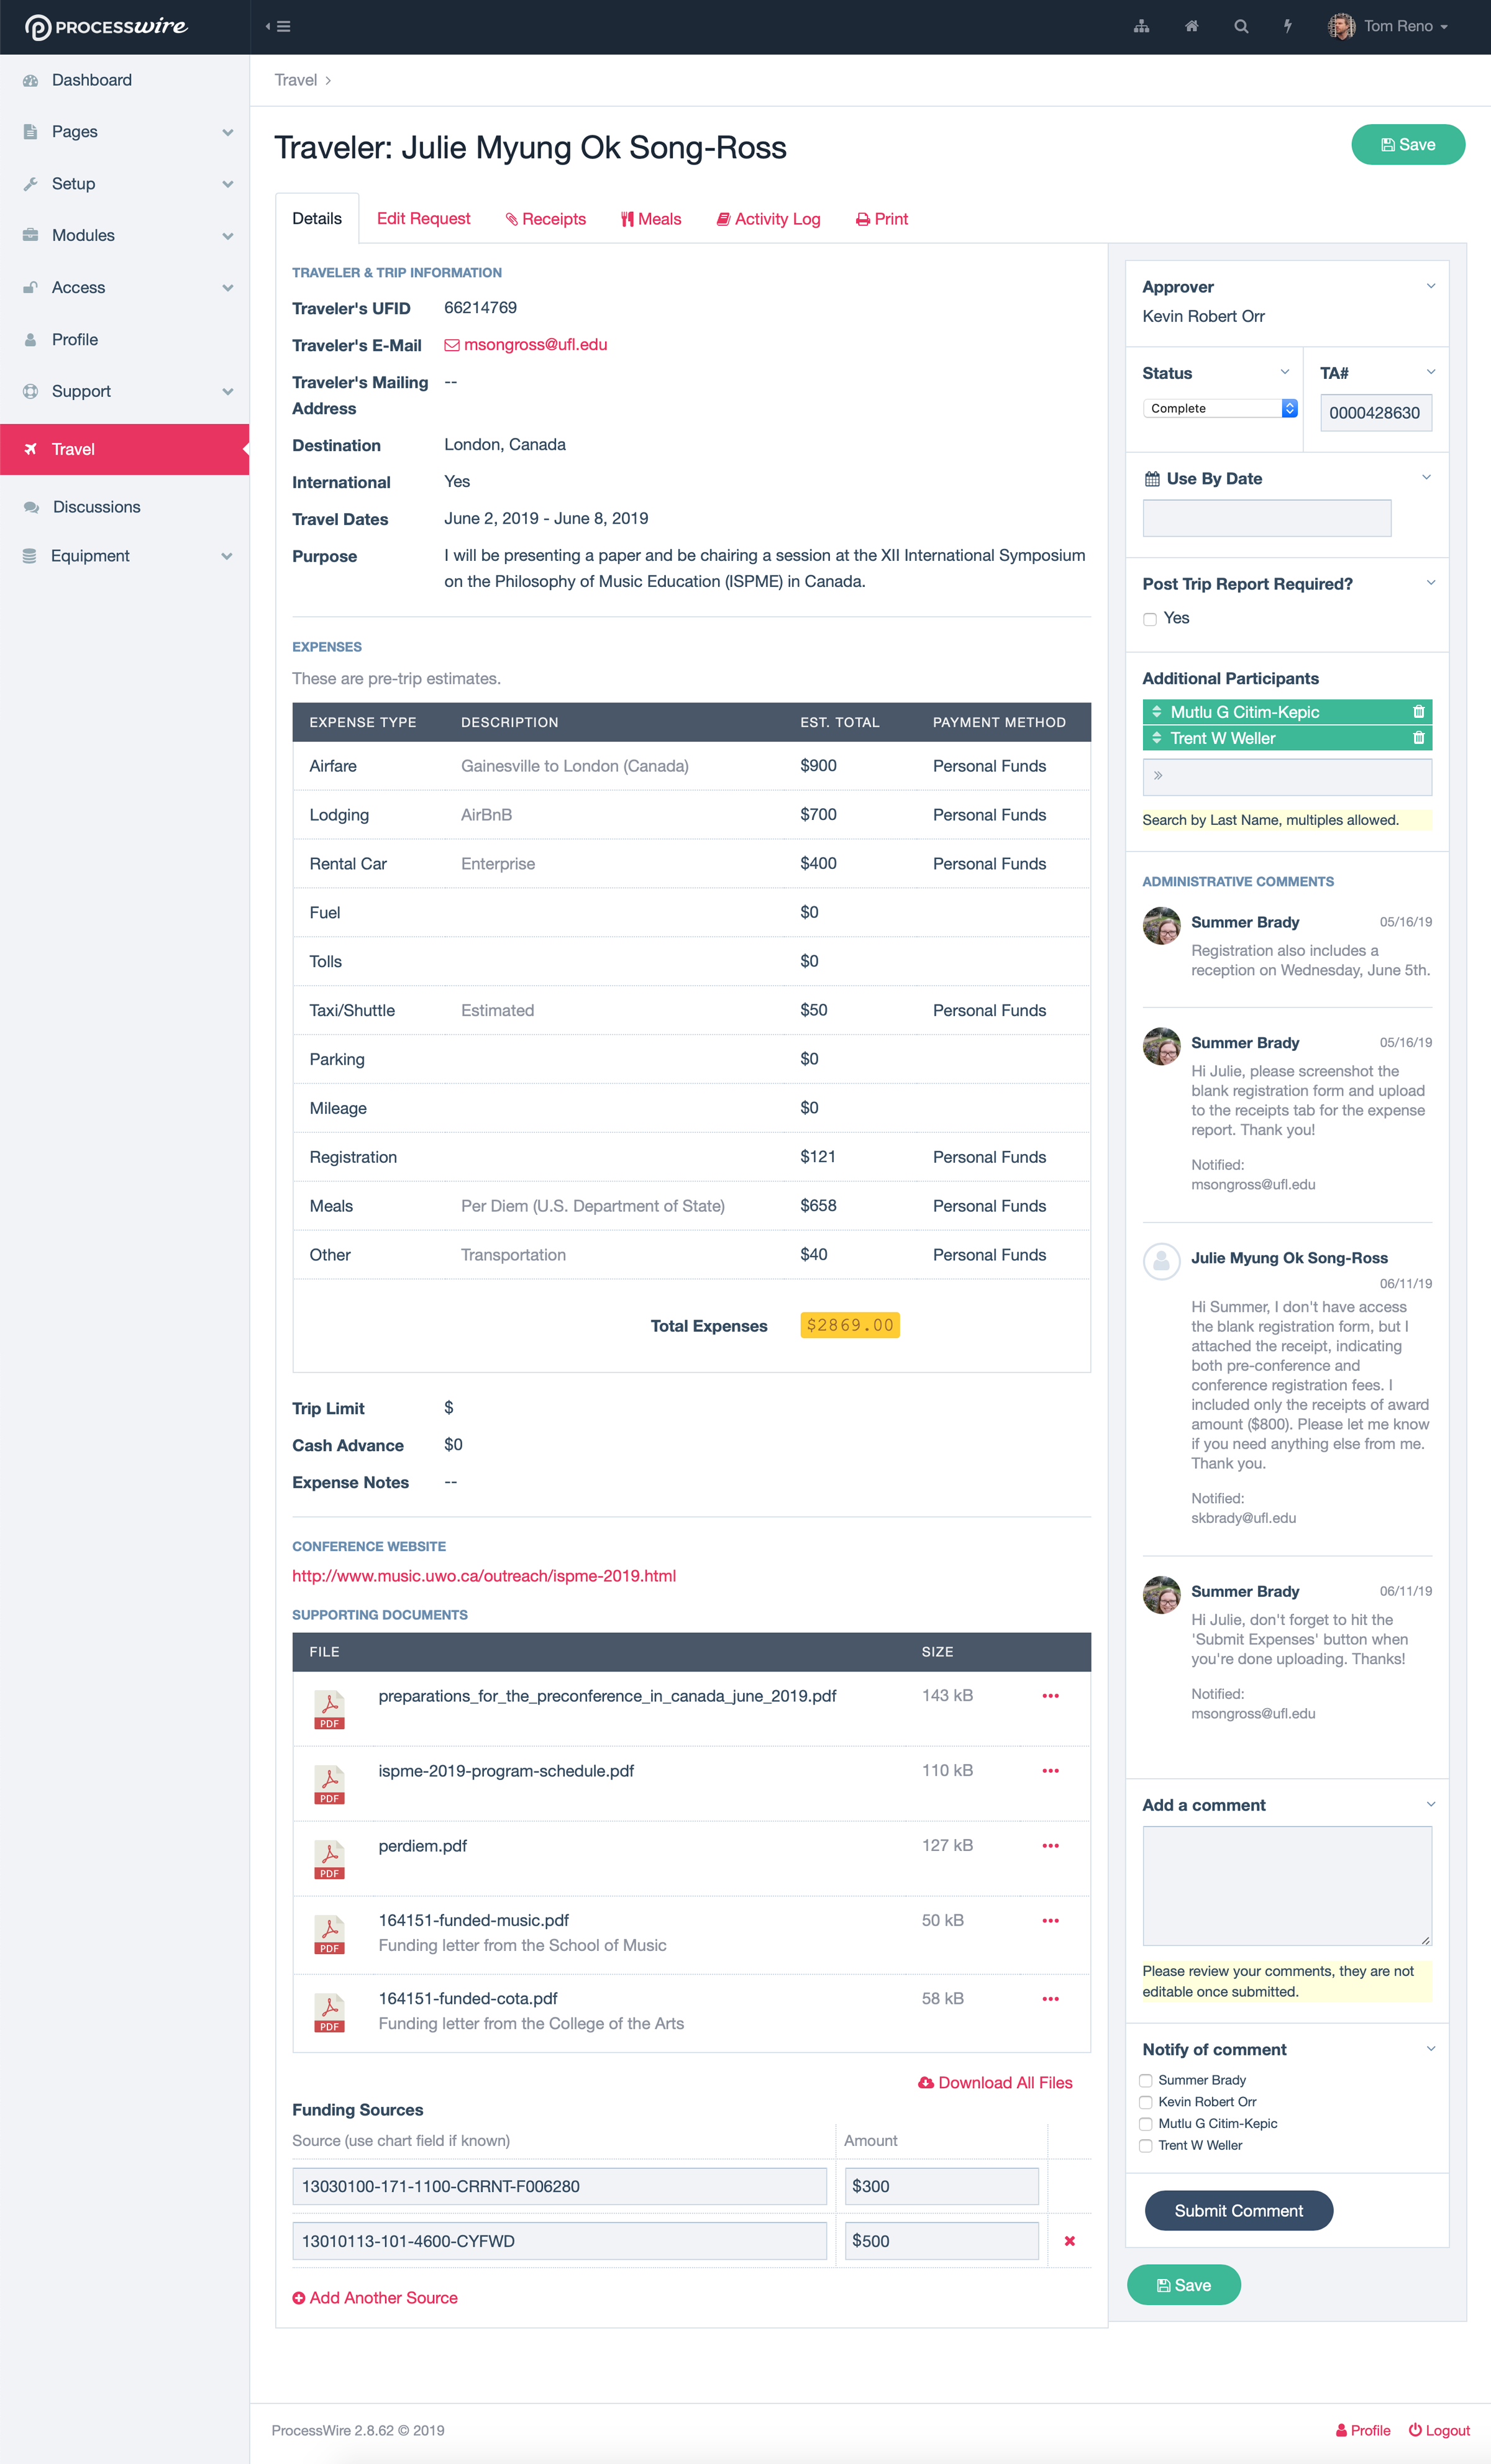 PROCESSWIRE
Tom Reno
Dashboard
Pages
Setup
Modules
Access
Profile
Support
Travel
Discussions
Equipment
Travel >
Traveler: Julie Myung Ok Song-Ross
Save
Details Edit Request Receipts Meals Activity Log Print
TRAVELER & TRIP INFORMATION
Traveler's UFID 66214769
Traveler's E-Mail msongross@ufl.edu
Traveler's Mailing --
Address
Destination London, Canada
International Yes
Travel Dates June 2, 2019 - June 8, 2019
Purpose I will be presenting a paper and be chairing a session at the XII International Symposium
on the Philosophy of Music Education (ISPME) in Canada.
EXPENSES
These are pre-trip estimates.
EXPENSE TYPE DESCRIPTION EST. TOTAL PAYMENT METHOD
Airfare Gainesville to London (Canada) $900 Personal Funds
Lodging AirBnB $700 Personal Funds
Rental Car Enterprise $400 Personal Funds
Fuel $0
Tolls $0
Taxi/Shuttle Estimated $50 Personal Funds
Parking $0
Mileage $0
Registration $121 Personal Funds
Meals Per Diem (U.S. Department of State) $658 Personal Funds
Other Transportation $40 Personal Funds
Total Expenses $2869.00
Trip Limit $
Cash Advance $0
Expense Notes --
CONFERENCE WEBSITE
http://www.music.uwo.ca/outreach/ispme-2019.html
SUPPORTING DOCUMENTS
FILE SIZE
PDF preparations_for_the_preconference_in_canada_june_2019.pdf 143 kB
PDF ispme-2019-program-schedule.pdf 110 kB
PDF perdiem.pdf 127 kB
PDF 164151-funded-music.pdf 50 kB
Funding letter from the School of Music
PDF 164151-funded-cota.pdf 58 kB
Funding letter from the College of the Arts
Download All Files
Funding Sources
Source (use chart field if known) Amount
13030100-171-1100-CRRNT-F006280 $300
13010113-101-4600-CYFWD $500
Add Another Source
Approver
Kevin Robert Orr
Status TA#
Complete 0000428630
Use By Date
Post Trip Report Required?
Yes
Additional Participants
Mutlu G Citim-Kepic
Trent W Weller
»
Search by Last Name, multiples allowed.
ADMINISTRATIVE COMMENTS
Summer Brady 05/16/19
Registration also includes a
reception on Wednesday, June 5th.
Summer Brady 05/16/19
Hi Julie, please screenshot the
blank registration form and upload
to the receipts tab for the expense
report. Thank you!
Notified:
msongross@ufl.edu
Julie Myung Ok Song-Ross
06/11/19
Hi Summer, I don't have access
the blank registration form, but I
attached the receipt, indicating
both pre-conference and
conference registration fees. I
included only the receipts of award
amount ($800). Please let me know
if you need anything else from me.
Thank you.
Notified:
skbrady@ufl.edu
Summer Brady 06/11/19
Hi Julie, don't forget to hit the
'Submit Expenses' button when
you're done uploading. Thanks!
Notified:
msongross@ufl.edu
Add a comment
Please review your comments, they are not
editable once submitted.
Notify of comment
Summer Brady
Kevin Robert Orr
Mutlu G Citim-Kepic
Trent W Weller
Submit Comment
Save
ProcessWire 2.8.62 © 2019
Profile Logout